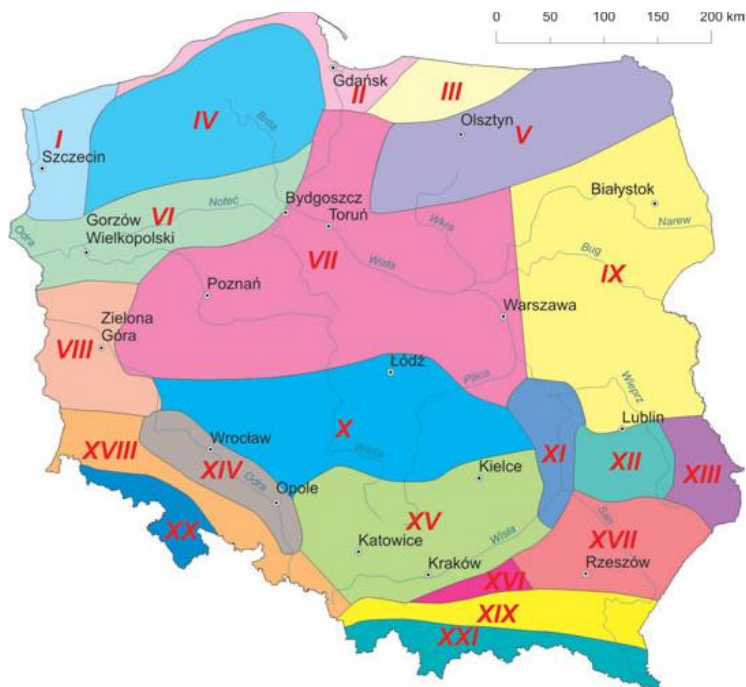 0 50 100 150 200 km
Gdańsk
II
III
I
IV
Brda
Olsztyn
V
Szczecin
Białystok
Bydgoszcz
Noteć
VI
Toruń
Wkra
Narew
Gorzów
Wielkopolski
Odra
Bug
VII
Wisła
IX
Poznań
Warszawa
Zielona
Góra
VIII
Łódź
Pilica
Wieprz
Lublin
X
Wrocław
XVIII
XIV
Warta
XI
XII
XIII
Kielce
Odra
Opole
XV
San
XX
Katowice
Wisła
XVII
Kraków
XVI
Rzeszów
XIX
XXI